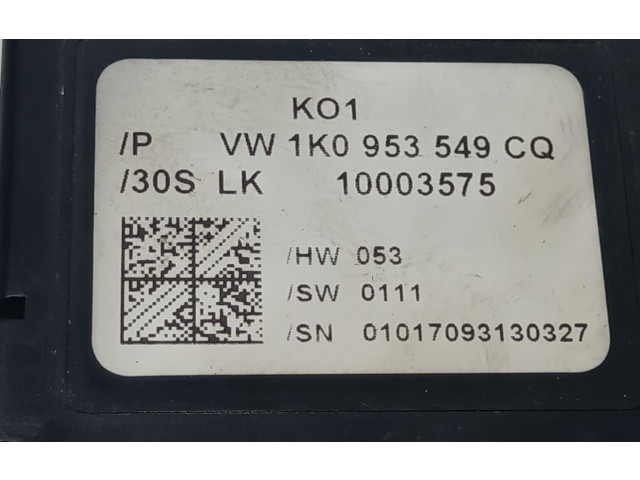 KO1
/P VW 1K0 953 549 CQ
/30S LK 10003575
/HW 053
/SW 0111
/SN 01017093130327